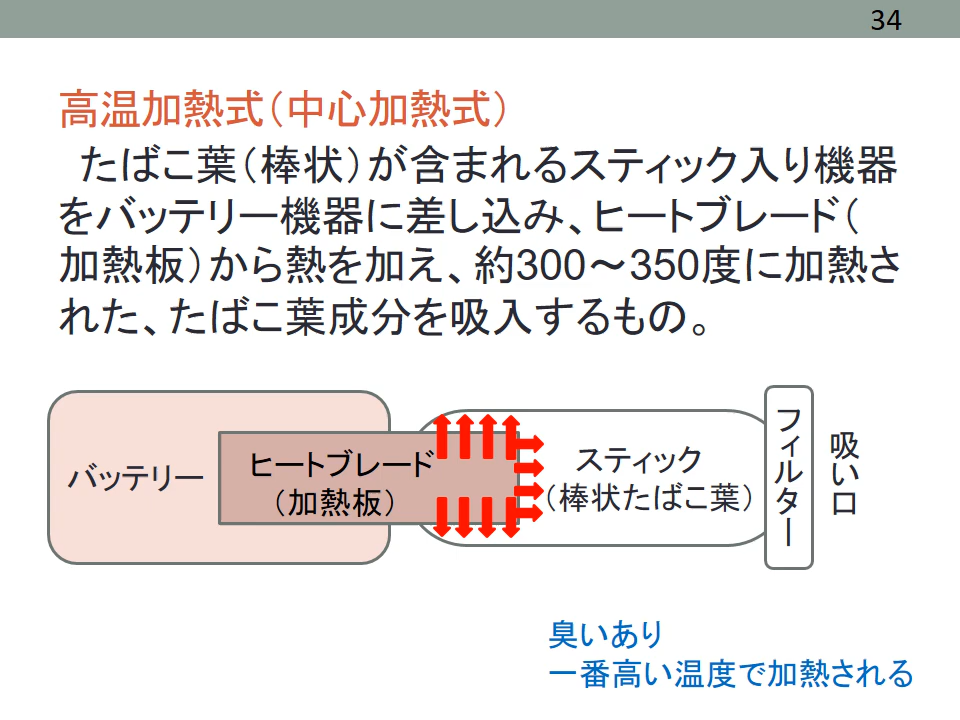 34
高温加熱式(中心加熱式)
たばこ葉(棒状)が含まれるスティック入り機器
をバッテリー機器に差し込み、ヒートブレード(
加熱板)から熱を加え、約300~350度に加熱さ
れた、たばこ葉成分を吸入するもの。
バッテリー
ヒートブレード
(加熱板)
スティック
(棒状たばこ葉)
フィルター
吸い口
臭いあり
一番高い温度で加熱される